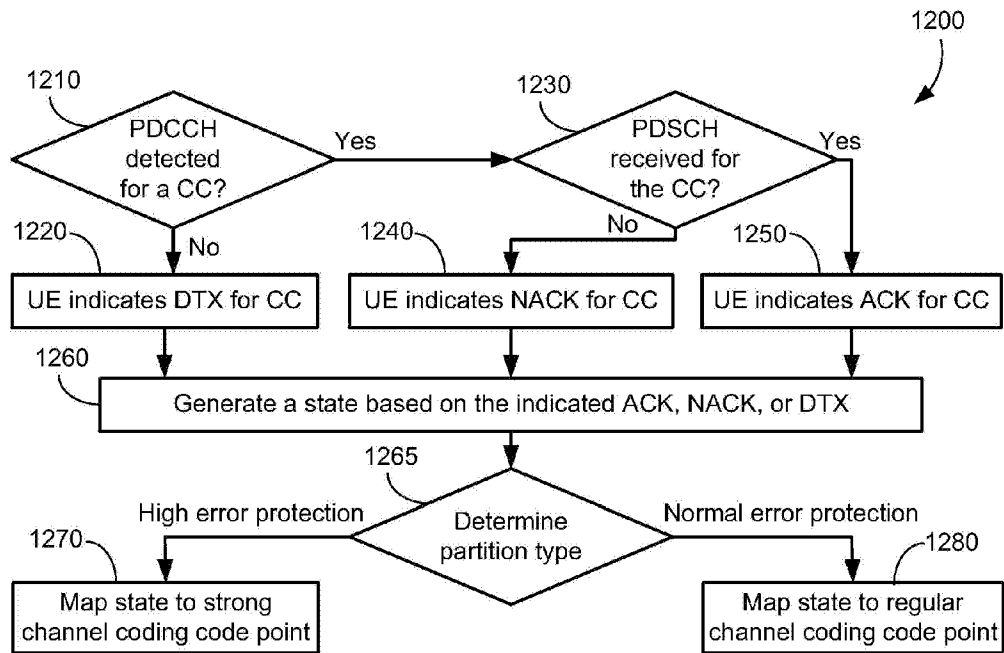 1200
1210
PDCCH
detected
for a CC?
Yes
1230
PDSCH
received for
the CC?
Yes
1220
No
UE indicates DTX for CC
1240
No
UE indicates NACK for CC
1250
UE indicates ACK for CC
1260
Generate a state based on the indicated ACK, NACK, or DTX
1265
Determine
partition type
High error protection
Normal error protection
1270
Map state to strong
channel coding code point
1280
Map state to regular
channel coding code point